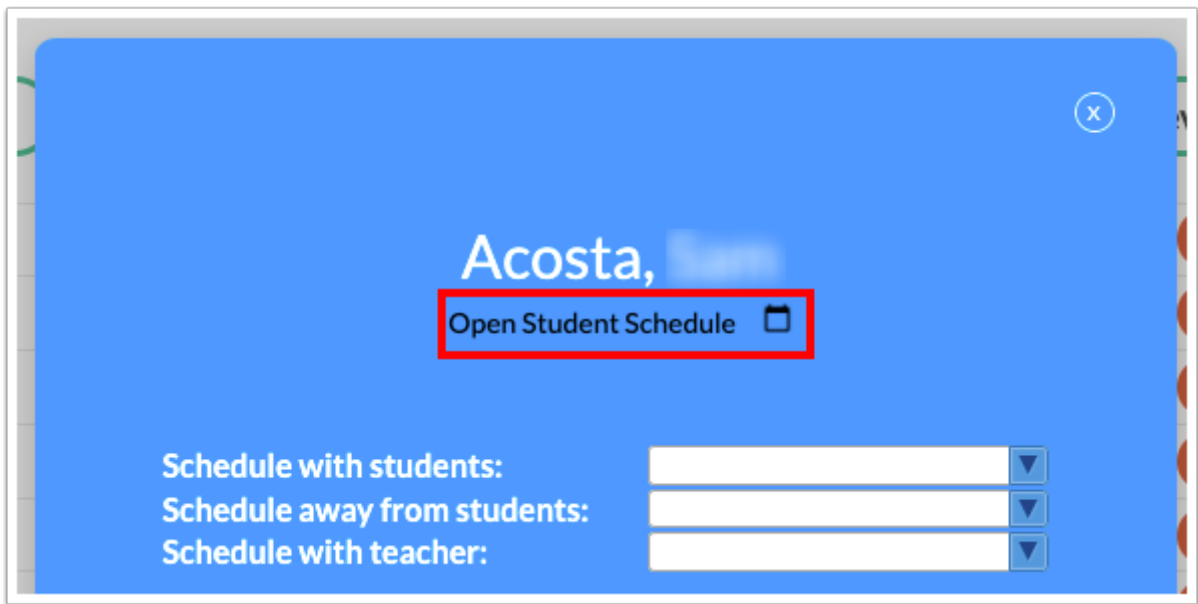 x
Acosta,
Open Student Schedule
Schedule with students:
Schedule away from students:
Schedule with teacher: